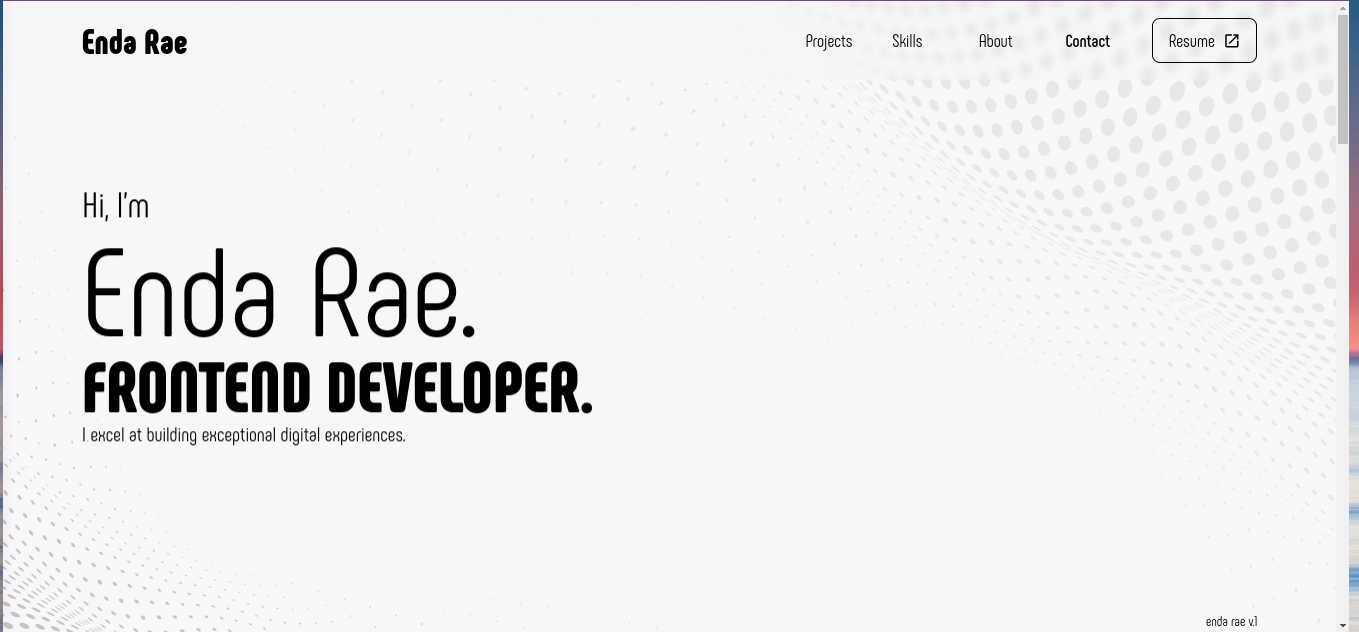 Enda Rae
Projects Skills About Contact Resume
Hi, I'm
Enda Rae.
FRONTEND DEVELOPER.
I excel at building exceptional digital experiences.
enda rae v.1